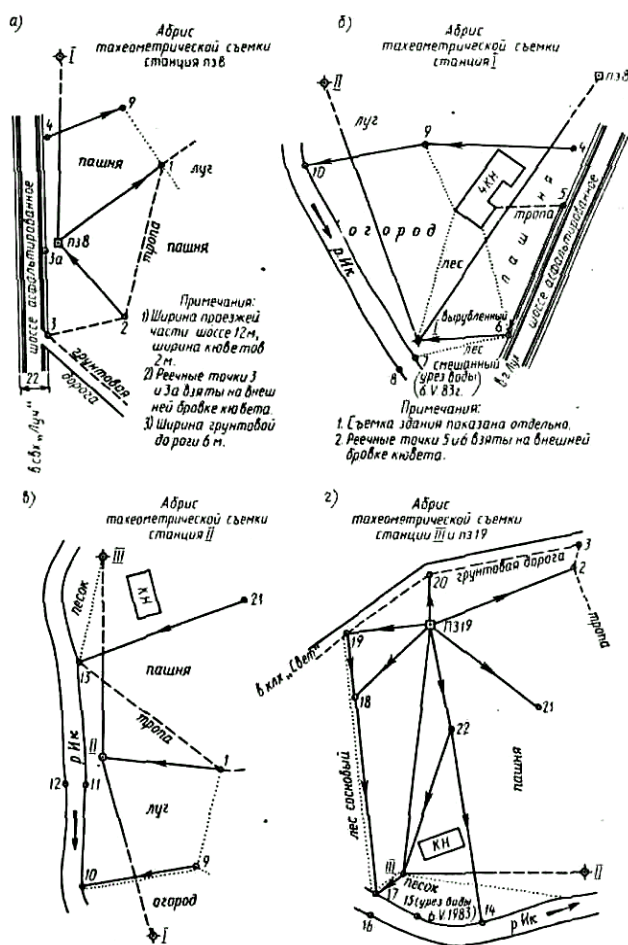 а)
Абрис
тахеометрической съемки
станция пз8
I
9
4
1
луг
пашня
пз8
3а
тропа
пашня
шоссе асфальтированное
3
2
грунтовая
дорога
22
в свх „Луч“
Примечания:
1) Ширина проезжей
части шоссе 12м,
ширина кюветов
2 м.
2) Реечные точки 3
и 3а взяты на внеш
ней бровке кювета.
3) Ширина грунтовой
дороги 6 м.
б)
Абрис
тахеометрической съемки
станция I
II
пз8
луг
9
4
10
4КН
5
тропа
огород
р.Ик
лес
пашня
шоссе асфальтированное
I
вырубленный
6
лес
смешанный
8
(урез воды
6.V.83г.
в г.Луг
Примечания:
1. Съемка здания показана отдельно.
2. Реечные точки 5 и 6 взяты на внешней
бровке кювета.
в)
Абрис
тахеометрической съемки
станция II
III
песок
КН
21
13
пашня
тропа
р.Ик
II
1
12
11
луг
9
10
огород
I
г)
Абрис
тахеометрической съемки
станции III и пз19
3
20
грунтовая дорога
2
ПЗ19
19
тропа
в клх „Свет“
18
21
22
пашня
лес сосновый
КН
III
II
песок
17
15 (урез воды
6.V.1983)
14
16
р.Ик